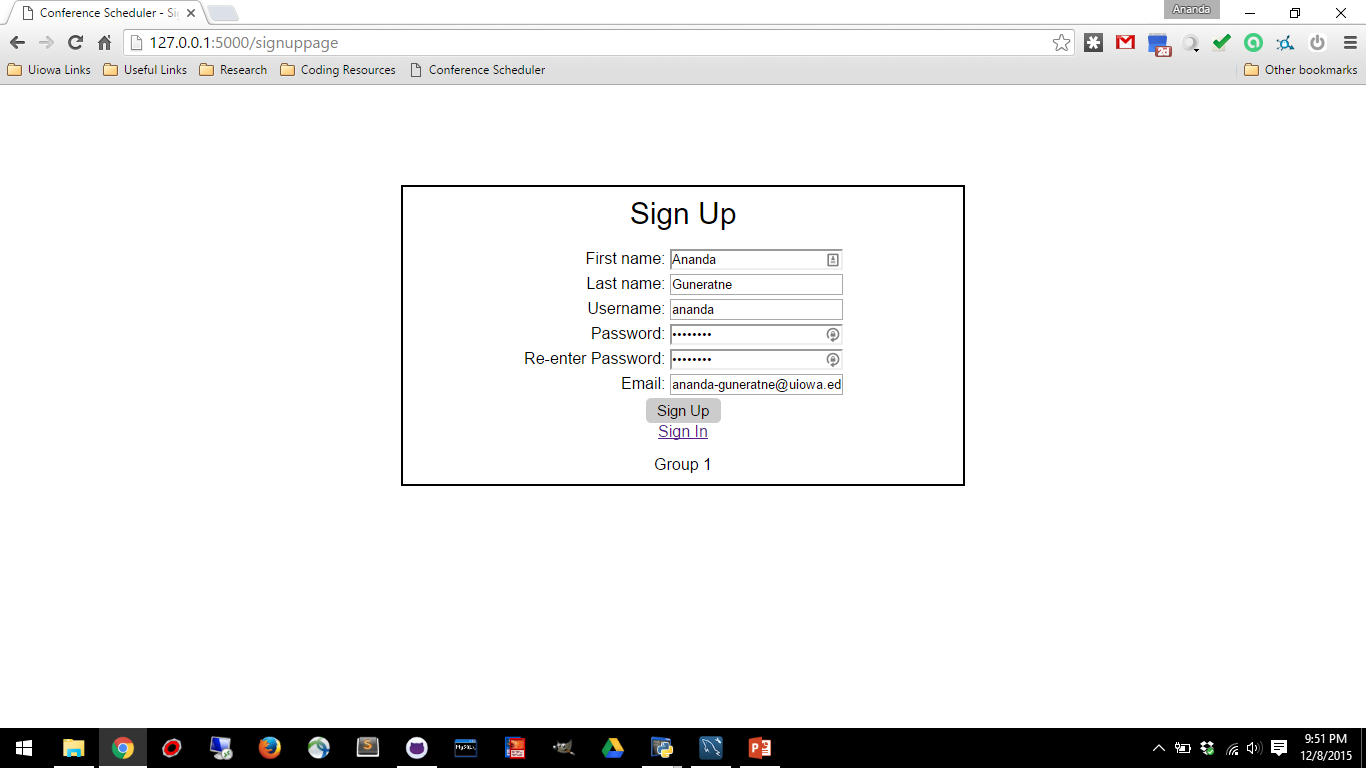 Conference Scheduler - Si
Ananda
127.0.0.1:5000/signuppage
23
Uiowa Links Useful Links Research Coding Resources Conference Scheduler Other bookmarks
Sign Up
First name: Ananda
Last name: Guneratne
Username: ananda
Password: ••••••••
Re-enter Password: ••••••••
Email: ananda-guneratne@uiowa.ed
Sign Up
Sign In
Group 1
9:51 PM
12/8/2015